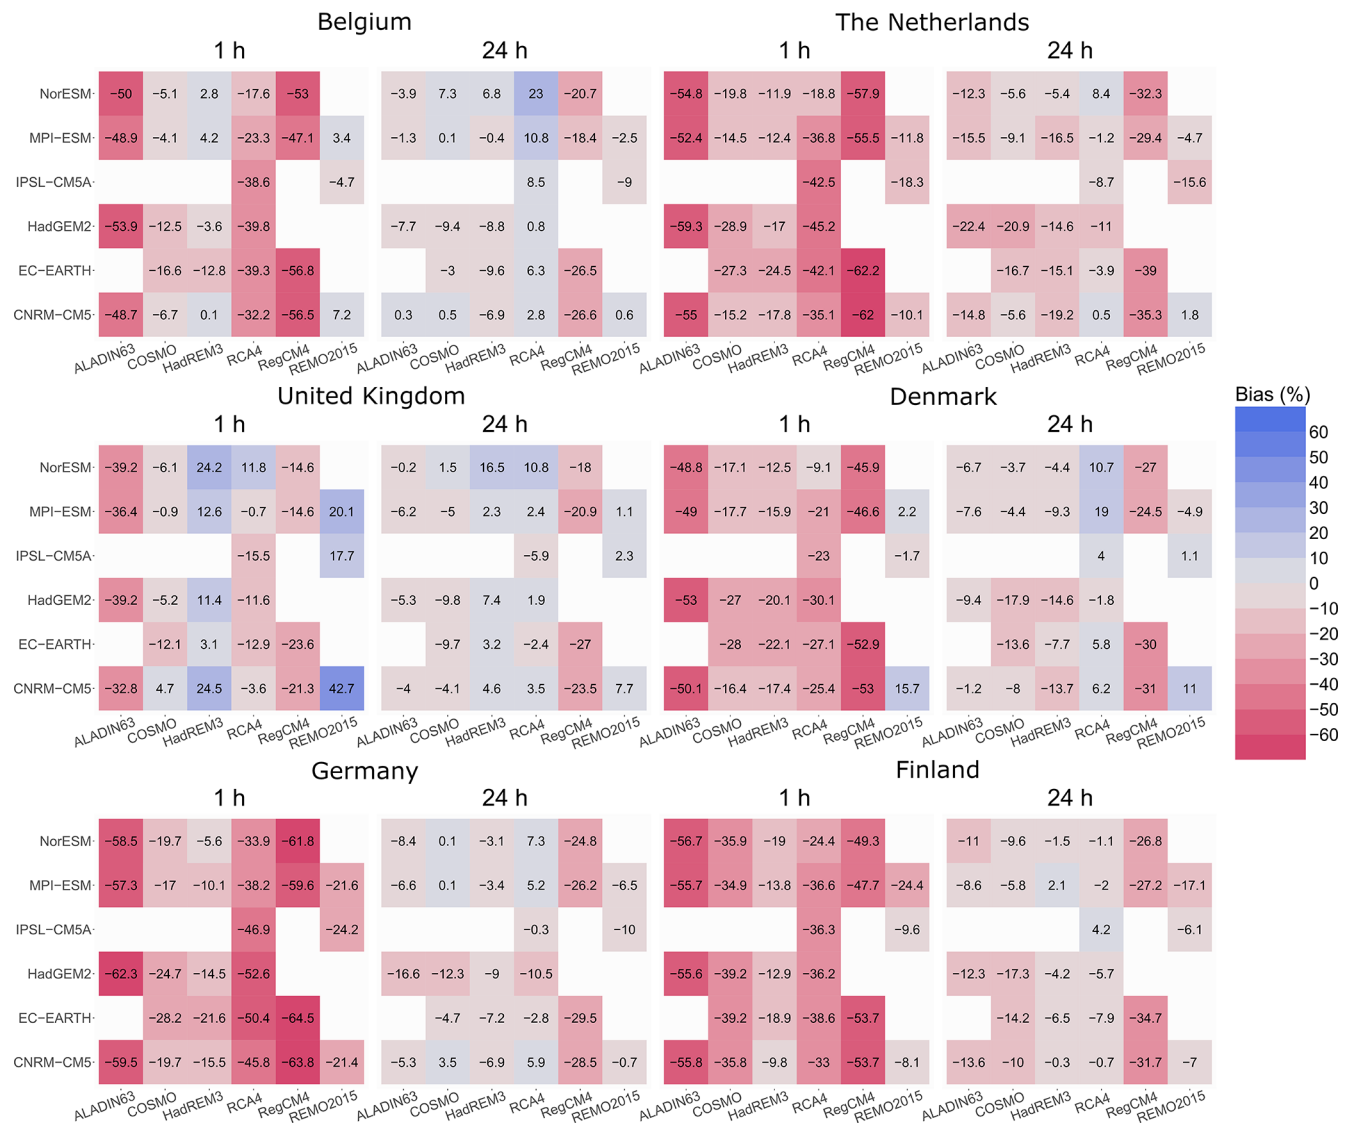 Belgium The Netherlands
1 h 24 h 1 h 24 h
NorESM −50 −5.1 2.8 −17.6 −53 −3.9 7.3 6.8 23 −20.7 −54.8 −19.8 −11.9 −18.8 −57.9 −12.3 −5.6 −5.4 8.4 −32.3
MPI−ESM −48.9 −4.1 4.2 −23.3 −47.1 3.4 −1.3 0.1 −0.4 10.8 −18.4 −2.5 −52.4 −14.5 −12.4 −36.8 −55.5 −11.8 −15.5 −9.1 −16.5 −1.2 −29.4 −4.7
IPSL−CM5A −38.6 −4.7 8.5 −9 −42.5 −18.3 −8.7 −15.6
HadGEM2 −53.9 −12.5 −3.6 −39.8 −7.7 −9.4 −8.8 0.8 −59.3 −28.9 −17 −45.2 −22.4 −20.9 −14.6 −11
EC−EARTH −16.6 −12.8 −39.3 −56.8 −3 −9.6 6.3 −26.5 −27.3 −24.5 −42.1 −62.2 −16.7 −15.1 −3.9 −39
CNRM−CM5 −48.7 −6.7 0.1 −32.2 −56.5 7.2 0.3 0.5 −6.9 2.8 −26.6 0.6 −55 −15.2 −17.8 −35.1 −62 −10.1 −14.8 −5.6 −19.2 0.5 −35.3 1.8
ALADIN63 COSMO HadREM3 RCA4 RegCM4 REMO2015 ALADIN63 COSMO HadREM3 RCA4 RegCM4 REMO2015 ALADIN63 COSMO HadREM3 RCA4 RegCM4 REMO2015 ALADIN63 COSMO HadREM3 RCA4 RegCM4 REMO2015
United Kingdom Denmark
1 h 24 h 1 h 24 h
NorESM −39.2 −6.1 24.2 11.8 −14.6 −0.2 1.5 16.5 10.8 −18 −48.8 −17.1 −12.5 −9.1 −45.9 −6.7 −3.7 −4.4 10.7 −27
MPI−ESM −36.4 −0.9 12.6 −0.7 −14.6 20.1 −6.2 −5 2.3 2.4 −20.9 1.1 −49 −17.7 −15.9 −21 −46.6 2.2 −7.6 −4.4 −9.3 19 −24.5 −4.9
IPSL−CM5A −15.5 17.7 −5.9 2.3 −23 −1.7 4 1.1
HadGEM2 −39.2 −5.2 11.4 −11.6 −5.3 −9.8 7.4 1.9 −53 −27 −20.1 −30.1 −9.4 −17.9 −14.6 −1.8
EC−EARTH −12.1 3.1 −12.9 −23.6 −9.7 3.2 −2.4 −27 −28 −22.1 −27.1 −52.9 −13.6 −7.7 5.8 −30
CNRM−CM5 −32.8 4.7 24.5 −3.6 −21.3 42.7 −4 −4.1 4.6 3.5 −23.5 7.7 −50.1 −16.4 −17.4 −25.4 −53 15.7 −1.2 −8 −13.7 6.2 −31 11
ALADIN63 COSMO HadREM3 RCA4 RegCM4 REMO2015 ALADIN63 COSMO HadREM3 RCA4 RegCM4 REMO2015 ALADIN63 COSMO HadREM3 RCA4 RegCM4 REMO2015 ALADIN63 COSMO HadREM3 RCA4 RegCM4 REMO2015
Bias (%)
60
50
40
30
20
10
0
−10
−20
−30
−40
−50
−60
Germany Finland
1 h 24 h 1 h 24 h
NorESM −58.5 −19.7 −5.6 −33.9 −61.8 −8.4 0.1 −3.1 7.3 −24.8 −56.7 −35.9 −19 −24.4 −49.3 −11 −9.6 −1.5 −1.1 −26.8
MPI−ESM −57.3 −17 −10.1 −38.2 −59.6 −21.6 −6.6 0.1 −3.4 5.2 −26.2 −6.5 −55.7 −34.9 −13.8 −36.6 −47.7 −24.4 −8.6 −5.8 2.1 −2 −27.2 −17.1
IPSL−CM5A −46.9 −24.2 −0.3 −10 −36.3 −9.6 4.2 −6.1
HadGEM2 −62.3 −24.7 −14.5 −52.6 −16.6 −12.3 −9 −10.5 −55.6 −39.2 −12.9 −36.2 −12.3 −17.3 −4.2 −5.7
EC−EARTH −28.2 −21.6 −50.4 −64.5 −4.7 −7.2 −2.8 −29.5 −39.2 −18.9 −38.6 −53.7 −14.2 −6.5 −7.9 −34.7
CNRM−CM5 −59.5 −19.7 −15.5 −45.8 −63.8 −21.4 −5.3 3.5 −6.9 5.9 −28.5 −0.7 −55.8 −35.8 −9.8 −33 −53.7 −8.1 −13.6 −10 −0.3 −0.7 −31.7 −7
ALADIN63 COSMO HadREM3 RCA4 RegCM4 REMO2015 ALADIN63 COSMO HadREM3 RCA4 RegCM4 REMO2015 ALADIN63 COSMO HadREM3 RCA4 RegCM4 REMO2015 ALADIN63 COSMO HadREM3 RCA4 RegCM4 REMO2015